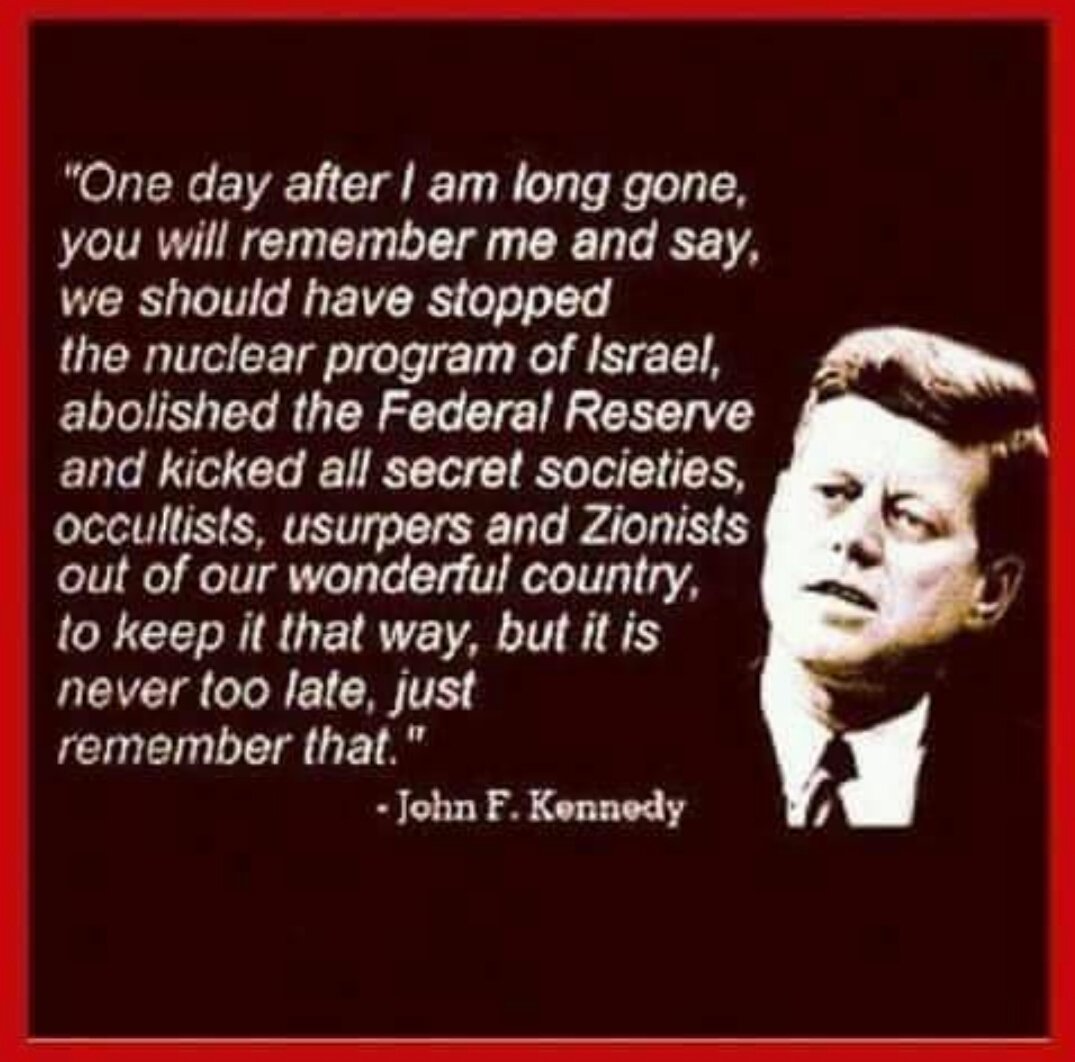 "One day after I am long gone,
you will remember me and say,
we should have stopped
the nuclear program of Israel,
abolished the Federal Reserve
and kicked all secret societies,
occultists, usurpers and Zionists
out of our wonderful country,
to keep it that way, but it is
never too late, just
remember that."
- John F. Kennedy